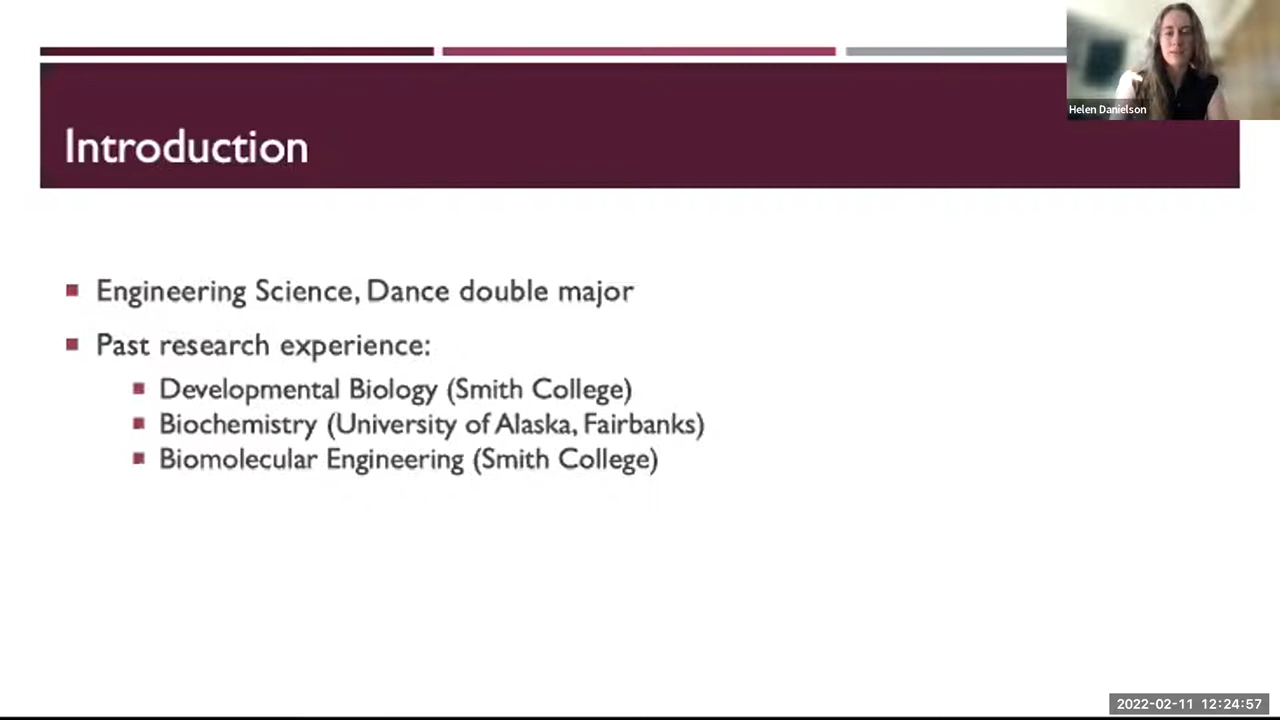 Helen Danielson
Introduction
Engineering Science, Dance double major
Past research experience:
Developmental Biology (Smith College)
Biochemistry (University of Alaska, Fairbanks)
Biomolecular Engineering (Smith College)
2022-02-11 12:24:57